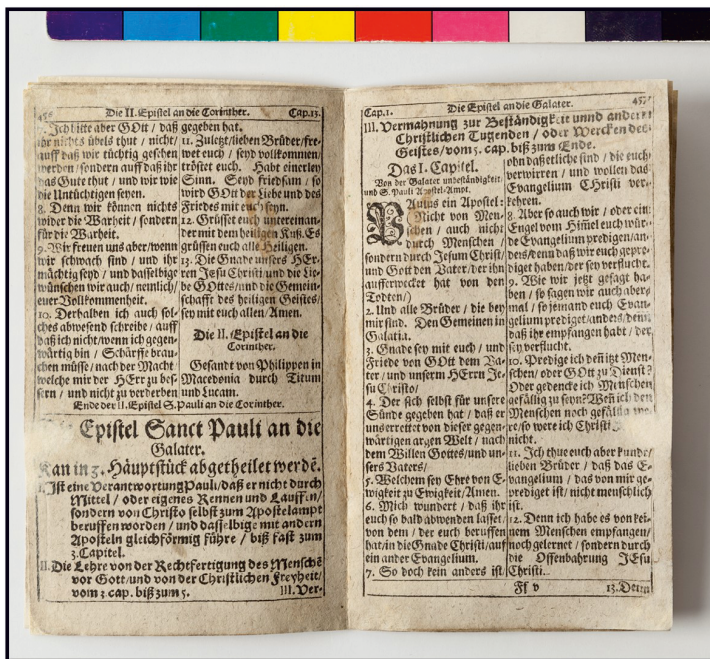 456 Die II. Epistel an die Corinther. Cap.13.
7. Ich bitte aber GOtt / daß
ihr nichts übels thut / nicht/
auff daß wir tüchtig gesehen
werden/sondern auff daß ihr
das Gute thut / und wir wie
die Untüchtigen seyen.
8. Denn wir können nichts
wider die Warheit / sondern
für die Warheit.
9. Wir freuen uns aber/wenn
wir schwach sind / und ihr
mächtig seyd / und dasselbige
wünschen wir auch/nemlich/
euer Vollkommenheit.
10. Derhalben ich auch sol-
ches abwesend schreibe / auff
daß ich nicht/wenn ich gegen-
wärtig bin / Schärffe brau-
chen müsse/nach der Macht
welche mir der HErr zu bes-
sern / und nicht zu verderben
gegeben hat.
11. Zuletzt/lieben Brüder/fre-
wet euch / seyd vollkommen/
tröstet euch. Habt einerley
Sinn. Seyd friedsam / so
wird GOtt der Liebe und des
Friedes mit euch seyn.
12. Grüsset euch untereinan-
der mit dem heiligen Kuß. Es
grüssen euch alle Heiligen.
13. Die Gnade unsers HEr-
ren JEsu Christi/und die Lie-
be GOttes/und die Gemein-
schafft des heiligen Geistes/
sey mit euch allen/Amen.
Die II. Epistel an die
Corinther.
Gesandt von Philippen in
Macedonia durch Titum
und Lucam.
Ende der II. Epistel S. Pauli an die Corinther.
Epistel Sanct Pauli an die
Galater.
Kan in 3. Häuptstück abgetheilet werdē.
I. Ist eine Verantwortung Pauli/daß er nicht durch
Mittel / oder eigenes Rennen und Lauffen/
sondern von Christo selbst zum Apostelampt
beruffen worden / und dasselbige mit andern
Aposteln gleichförmig führe / biß fast zum
3. Capitel.
II. Die Lehre von der Rechtfertigung des Menschē
vor Gott/und von der Christlichen Freyheit/
vom 3. cap. biß zum 5.
III. Ver-
Cap.1. Die Epistel an die Galater. 457
III. Vermahnung zur Beständigkeit unnd anderer
Christlichen Tugenden / oder Wercken des
Geistes/vom 5. cap. biß zum Ende.
Das I. Capitel.
Von der Galater unbeständigkeit/
und S. Pauli Apostel-Ampt.
PAulus ein Apostel:
Nicht von Men-
schen / auch nicht
durch Menschen /
sondern durch Jesum Christ/
und Gott den Vater/der ihn
aufferwecket hat von den
Todten/)
2. Und alle Brüder / die bey
mir sind. Den Gemeinen in
Galatia.
3. Gnade sey mit euch / und
Friede von GOtt dem Va-
ter / und unserm HErrn Je-
su Christo/
4. Der sich selbst für unsere
Sünde gegeben hat / daß er
uns errettet von dieser gegen-
wärtigen argen Welt / nach
dem Willen Gottes/und un-
sers Vaters/
5. Welchem sey Ehre von E-
wigkeit zu Ewigkeit/Amen.
6. Mich wundert / daß ihr
euch so bald abwenden lasset/
von dem / der euch beruffen
hat/in die Gnade Christi/auf
ein ander Evangelium.
7. So doch kein anders ist/
ohn daß etliche sind / die euch
verwirren / und wollen das
Evangelium CHristi ver-
kehren.
8. Aber so auch wir / oder ein
Engel vom Him̄el euch wür-
de Evangelium predigen/an-
ders/denn daß wir euch gepre-
diget haben/der sey verflucht.
9. Wie wir jetzt gesagt ha-
ben / so sagen wir auch aber-
mal / so jemand euch Evan-
gelium prediget/anders/denn
daß ihr empfangen habt / der
sey verflucht.
10. Predige ich deñ itzt Men-
schen / oder GOtt zu Dienst?
Oder gedencke ich Menschen
gefällig zu seyn? Weñ ich den
Menschen noch gefällig we-
re/so were ich Christi
nicht.
11. Ich thue euch aber kund/
lieben Brüder / daß das E-
vangelium / das von mir ge-
prediget ist/nicht menschlich
ist.
12. Denn ich habe es von kei-
nem Menschen empfangen/
noch gelernet / sondern durch
die Offenbahrung JEsu
Christi.
Ff v 13. Denn